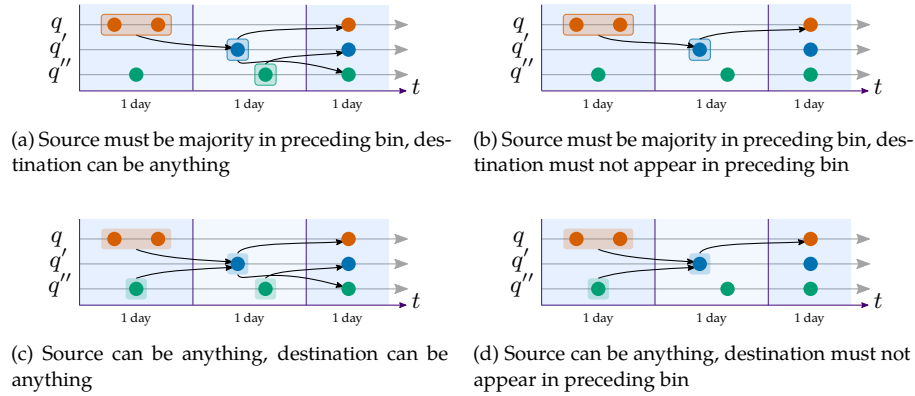 q
q'
q''
t
1 day 1 day 1 day
(a) Source must be majority in preceding bin, des-
tination can be anything
q
q'
q''
t
1 day 1 day 1 day
(b) Source must be majority in preceding bin, des-
tination must not appear in preceding bin
q
q'
q''
t
1 day 1 day 1 day
(c) Source can be anything, destination can be
anything
q
q'
q''
t
1 day 1 day 1 day
(d) Source can be anything, destination must not
appear in preceding bin